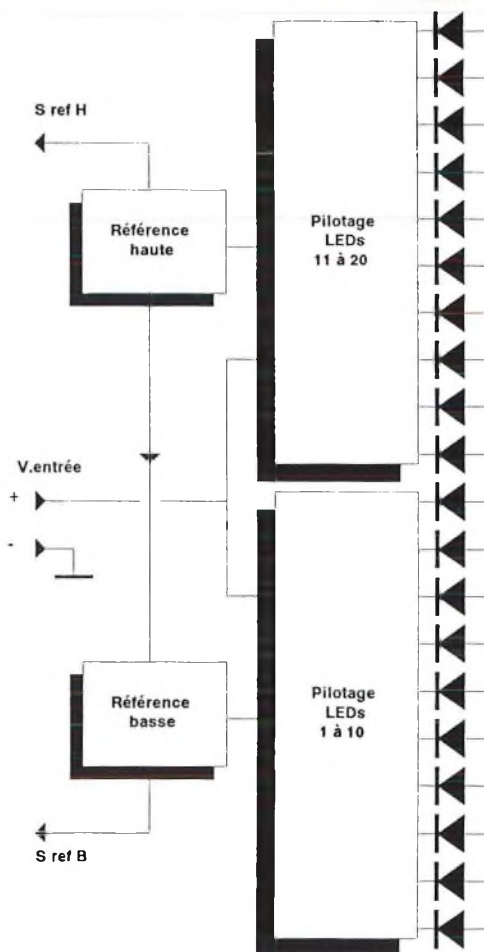 S ref H
Référence
haute
Pilotage
LEDs
11 à 20
V.entrée
+
-
Référence
basse
Pilotage
LEDs
1 à 10
S ref B